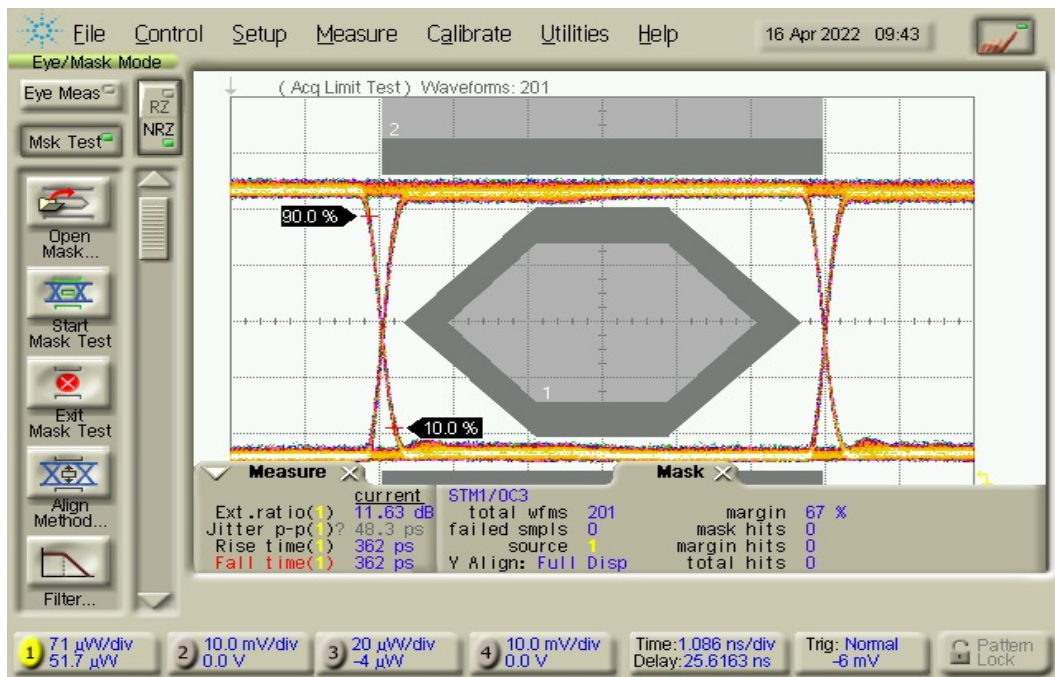 File Control Setup Measure Calibrate Utilities Help 16 Apr 2022 09:43
Eye/Mask Mode
Eye Meas
RZ
NRZ
Msk Test
Open
Mask...
Start
Mask Test
Exit
Mask Test
Align
Method...
Filter...
( Acq Limit Test ) Waveforms: 201
2
90.0 %
1
10.0 %
Measure
current
Ext.ratio(1) 11.63 dB
Jitter p-p(1)? 48.3 ps
Rise time(1) 362 ps
Fall time(1) 362 ps
Mask
STM1/OC3
total wfms 201 margin 67 %
failed smpls 0 mask hits 0
source 1 margin hits 0
Y Align: Full Disp total hits 0
1 71 µW/div
51.7 µW
2 10.0 mV/div
0.0 V
3 20 µW/div
-4 µW
4 10.0 mV/div
0.0 V
Time:1.086 ns/div
Delay:25.6163 ns
Trig: Normal
-6 mV
Pattern
Lock